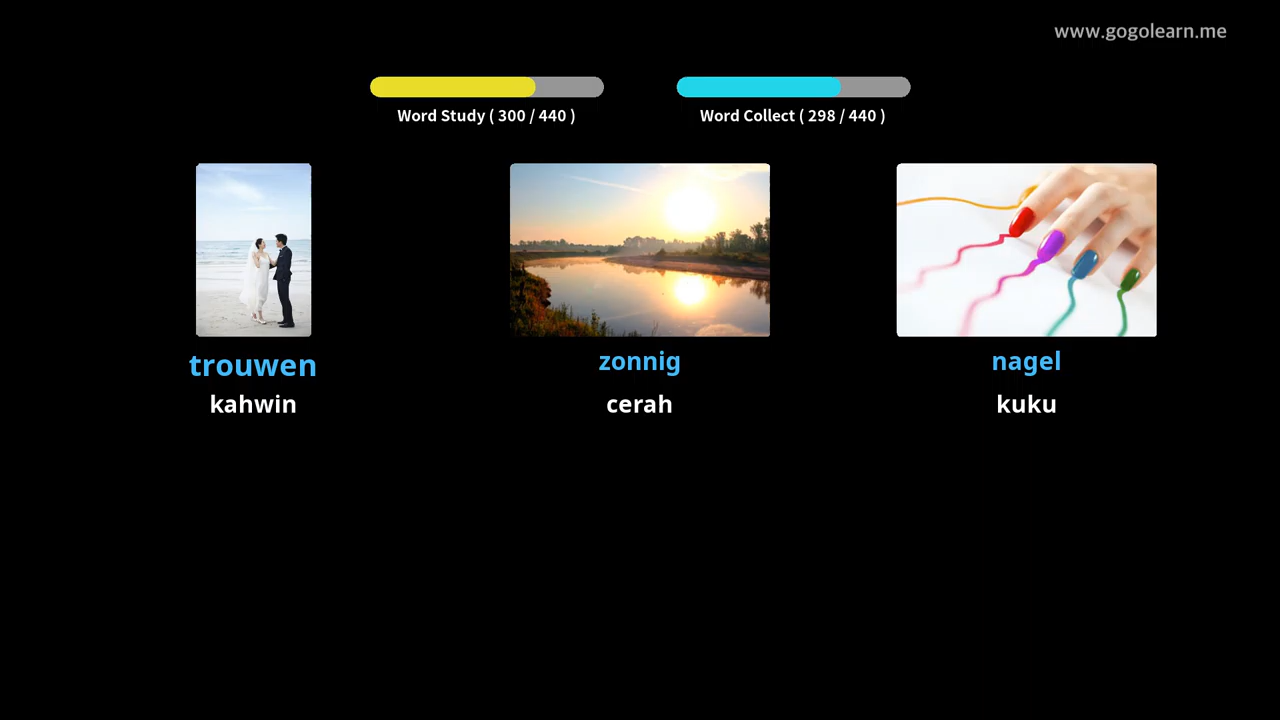 www.gogolearn.me
Word Study ( 300 / 440 )
Word Collect ( 298 / 440 )
trouwen
zonnig
nagel
kahwin
cerah
kuku